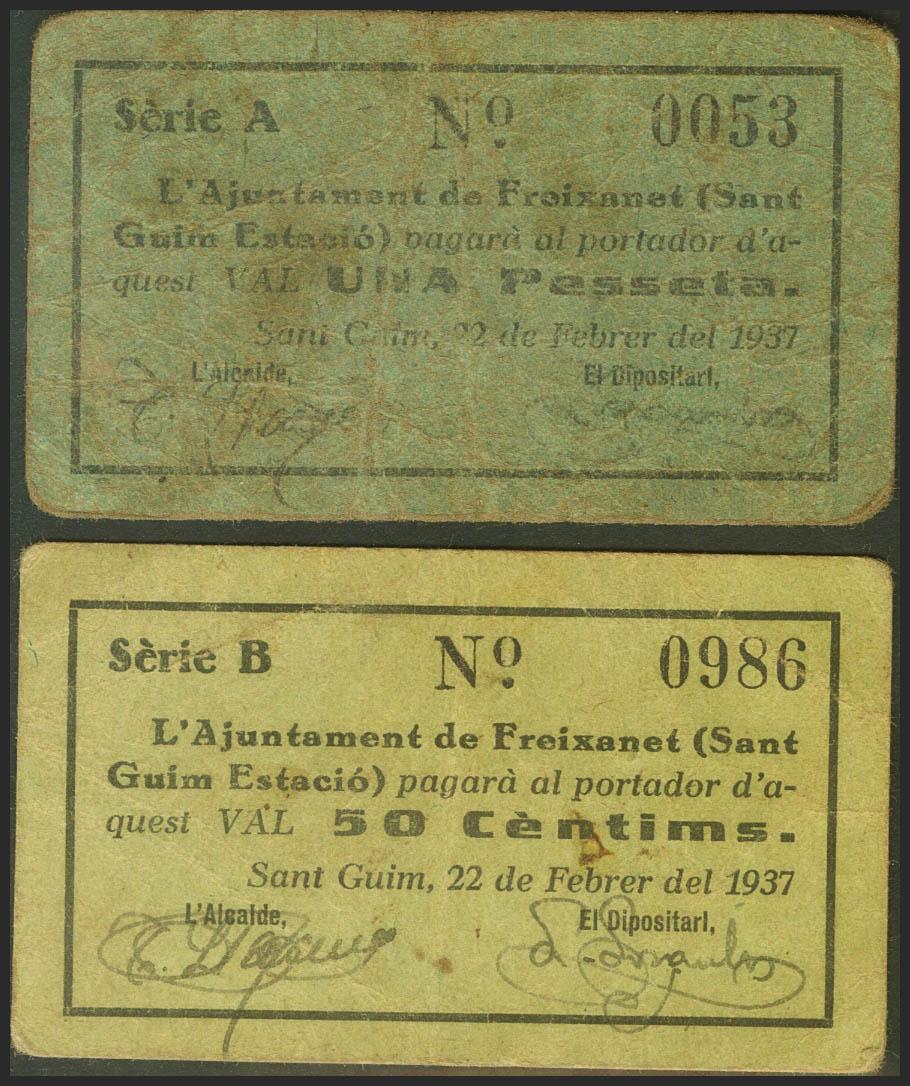 Sèrie A Nº. 0053
L'Ajuntament de Freixanet (Sant
Guim Estació) pagarà al portador d'a-
quest VAL UNA Pesseta.
Sant Guim, 22 de Febrer del 1937
L'Alcalde, El Dipositari,
Sèrie B Nº. 0986
L'Ajuntament de Freixanet (Sant
Guim Estació) pagarà al portador d'a-
quest VAL 50 Cèntims.
Sant Guim, 22 de Febrer del 1937
L'Alcalde, El Dipositari,